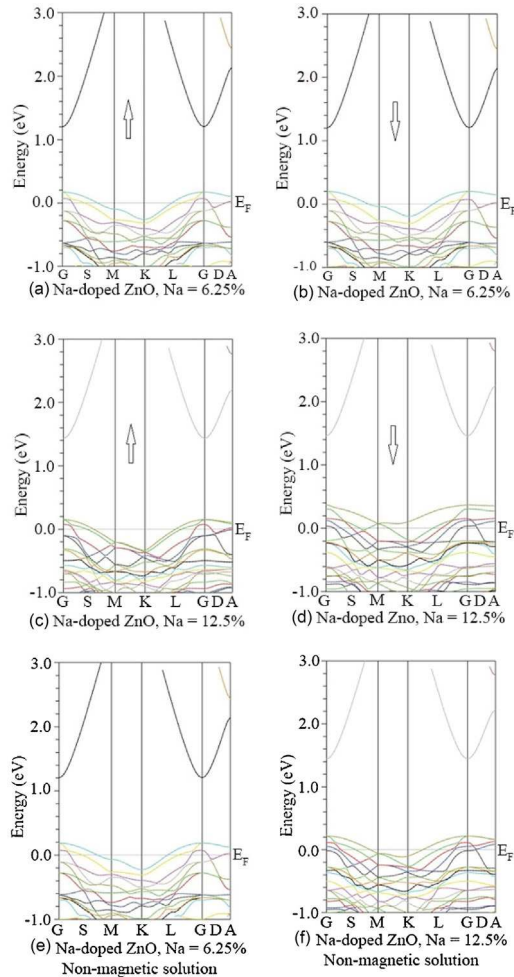 3.0
2.0
1.0
0.0
-1.0
Energy (eV)
E_F
G S M K L G D A
(a) Na-doped ZnO, Na = 6.25%
3.0
2.0
1.0
0.0
-1.0
Energy (eV)
E_F
G S M K L G D A
(b) Na-doped ZnO, Na = 6.25%
3.0
2.0
1.0
0.0
-1.0
Energy (eV)
E_F
G S M K L G D A
(c) Na-doped ZnO, Na = 12.5%
3.0
2.0
1.0
0.0
-1.0
Energy (eV)
E_F
G S M K L G D A
(d) Na-doped Zno, Na = 12.5%
3.0
2.0
1.0
0.0
-1.0
Energy (eV)
E_F
G S M K L G D A
(e) Na-doped ZnO, Na = 6.25%
Non-magnetic solution
3.0
2.0
1.0
0.0
-1.0
Energy (eV)
E_F
G S M K L G D A
(f) Na-doped ZnO, Na = 12.5%
Non-magnetic solution